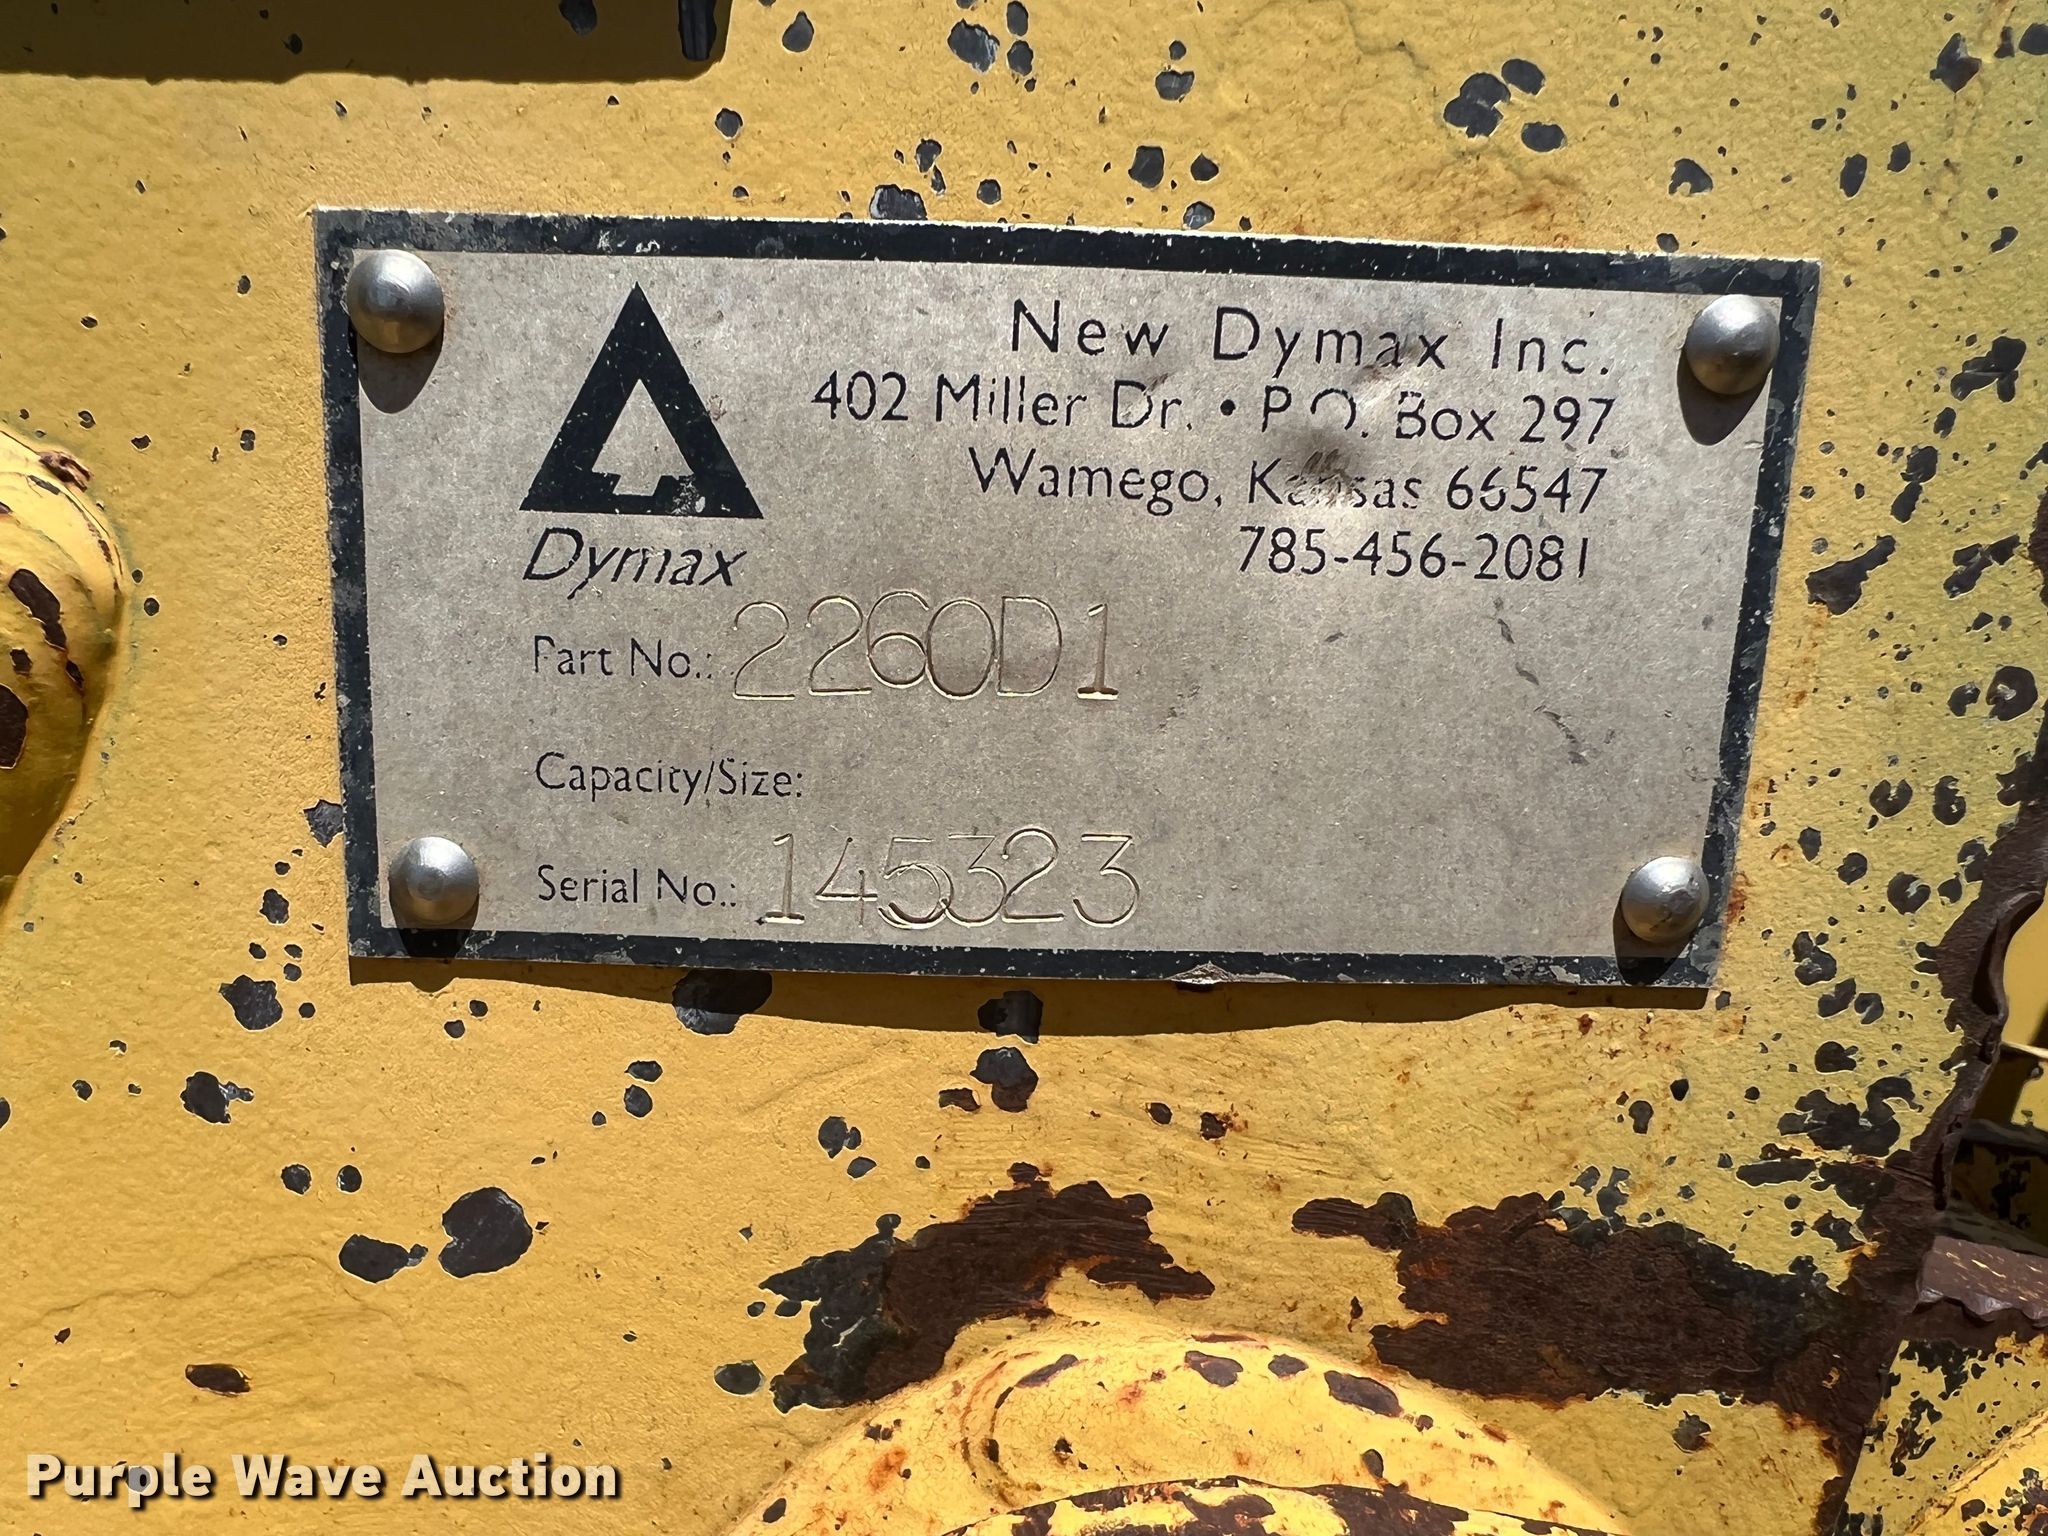 New Dymax Inc.
402 Miller Dr. • P.O. Box 297
Wamego, Kansas 66547
785-456-2081
Dymax
Part No.: 2260D1
Capacity/Size:
Serial No.: 145323
Purple Wave Auction